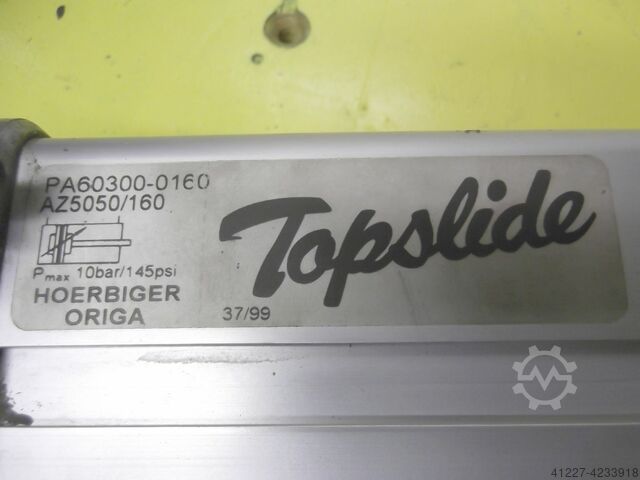 PA60300-0160
AZ5050/160
Pmax 10bar/145psi
HOERBIGER
ORIGA
37/99
Topslide
41227-4233918